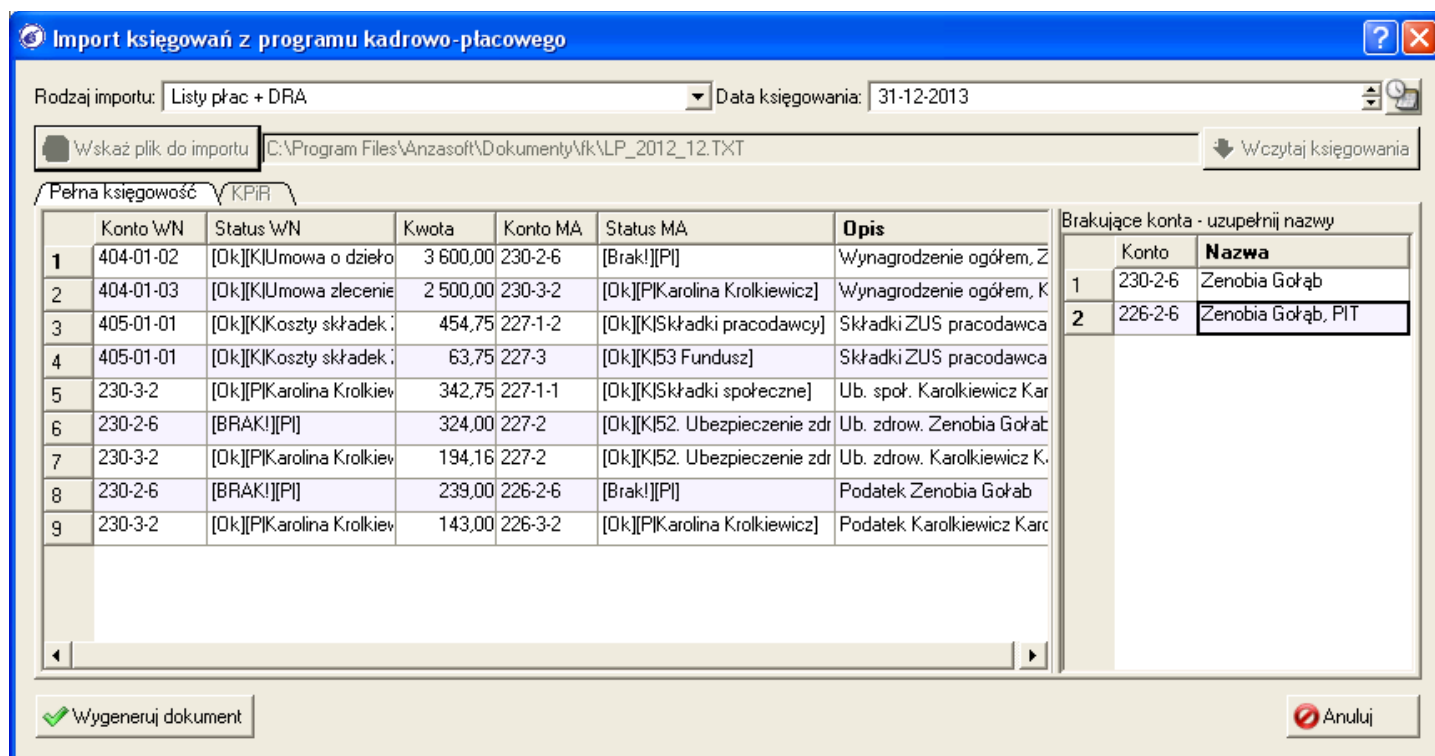 Import księgowań z programu kadrowo-płacowego
Rodzaj importu: Listy płac + DRA Data księgowania: 31-12-2013
Wskaż plik do importu C:\Program Files\Anzasoft\Dokumenty\fk\LP_2012_12.TXT Wczytaj księgowania
Pełna księgowość KPiR
Konto WN Status WN Kwota Konto MA Status MA Opis
1 404-01-02 [Ok][K|Umowa o dzieło 3 600,00 230-2-6 [Brak!][P|] Wynagrodzenie ogółem, Z
2 404-01-03 [Ok][K|Umowa zlecenie 2 500,00 230-3-2 [Ok][P|Karolina Krolkiewicz] Wynagrodzenie ogółem, K
3 405-01-01 [Ok][K|Koszty składek 454,75 227-1-2 [Ok][K|Składki pracodawcy] Składki ZUS pracodawca
4 405-01-01 [Ok][K|Koszty składek 63,75 227-3 [Ok][K|53 Fundusz] Składki ZUS pracodawca
5 230-3-2 [Ok][P|Karolina Krolkiew 342,75 227-1-1 [Ok][K|Składki społeczne] Ub. społ. Karolkiewicz Kar
6 230-2-6 [BRAK!][P|] 324,00 227-2 [Ok][K|52. Ubezpieczenie zdr Ub. zdrow. Zenobia Gołab
7 230-3-2 [Ok][P|Karolina Krolkiew 194,16 227-2 [Ok][K|52. Ubezpieczenie zdr Ub. zdrow. Karolkiewicz K
8 230-2-6 [BRAK!][P|] 239,00 226-2-6 [Brak!][P|] Podatek Zenobia Gołab
9 230-3-2 [Ok][P|Karolina Krolkiew 143,00 226-3-2 [Ok][P|Karolina Krolkiewicz] Podatek Karolkiewicz Karo
Brakujące konta - uzupełnij nazwy
Konto Nazwa
1 230-2-6 Zenobia Gołąb
2 226-2-6 Zenobia Gołąb, PIT
Wygeneruj dokument Anuluj